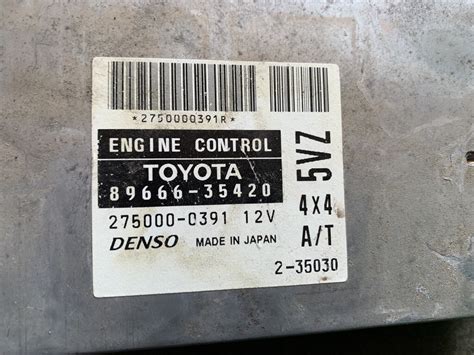 *2750000391R*
ENGINE CONTROL
TOYOTA
89666-35420
275000-0391 12V
DENSO MADE IN JAPAN
5VZ
4x4
A/T
2-35030